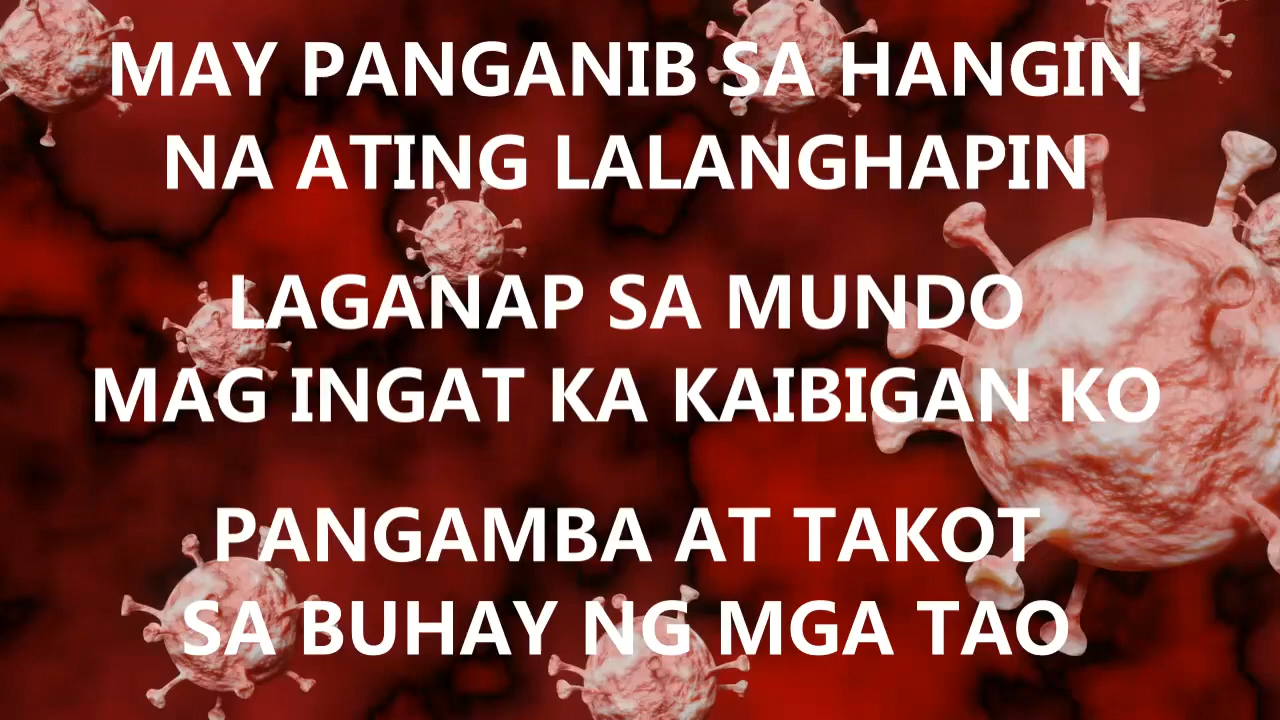 MAY PANGANIB SA HANGIN
NA ATING LALANGHAPIN
LAGANAP SA MUNDO
MAG INGAT KA KAIBIGAN KO
PANGAMBA AT TAKOT
SA BUHAY NG MGA TAO